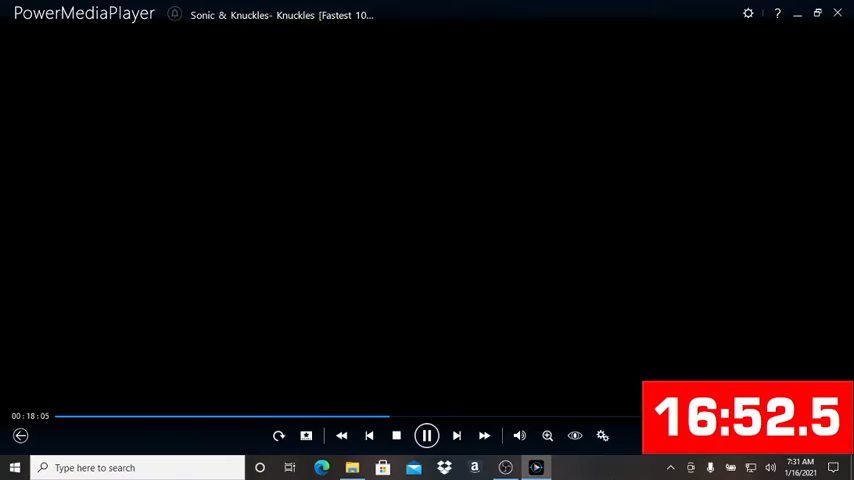 PowerMediaPlayer
Sonic & Knuckles- Knuckles [Fastest 10...
?
00 : 18 : 05
16:52.5
Type here to search
a
7:31 AM
1/16/2021